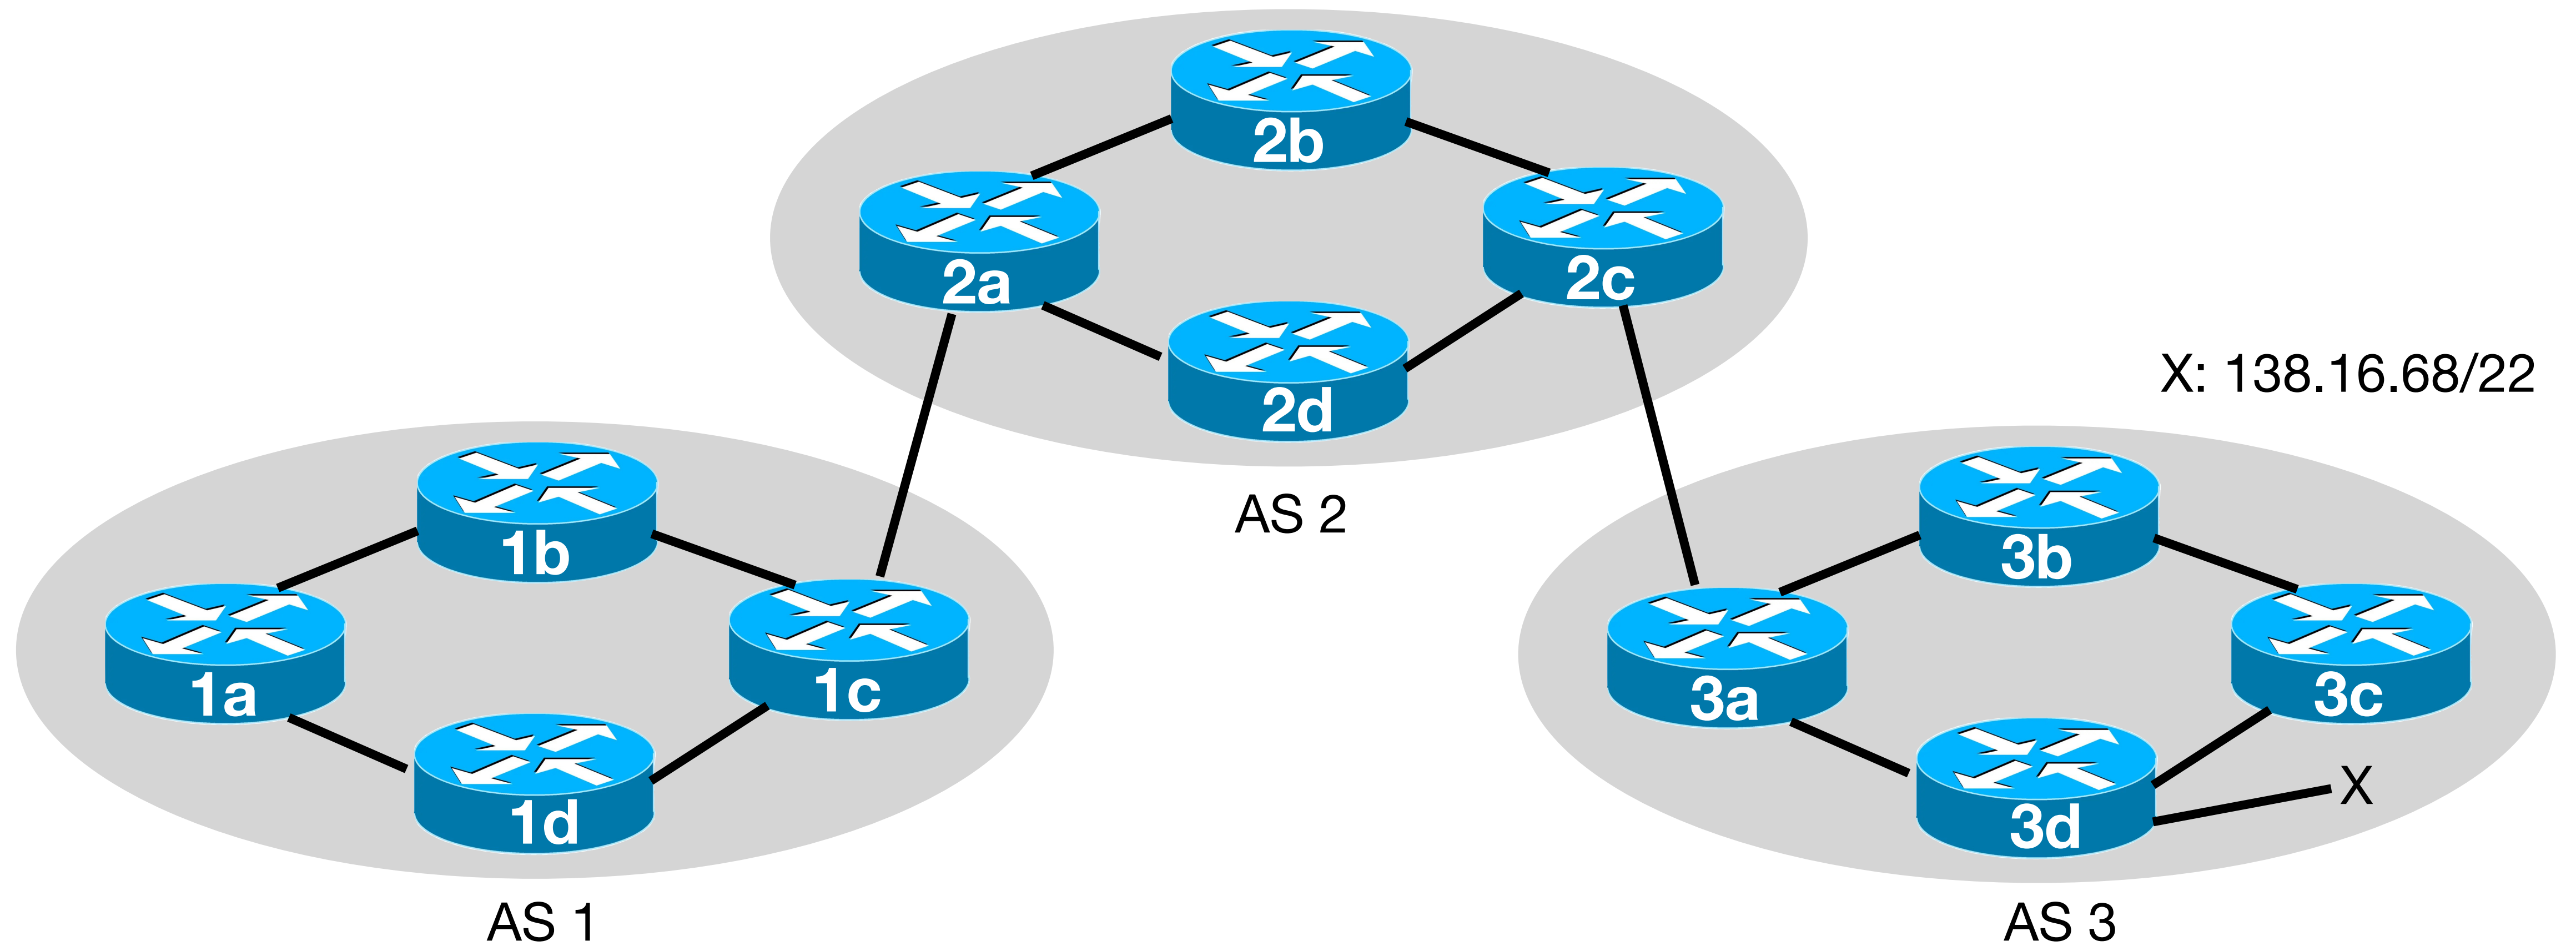 2b
2a
2c
2d
X: 138.16.68/22
AS 2
1b
3b
1a
1c
3a
3c
1d
3d
X
AS 1
AS 3